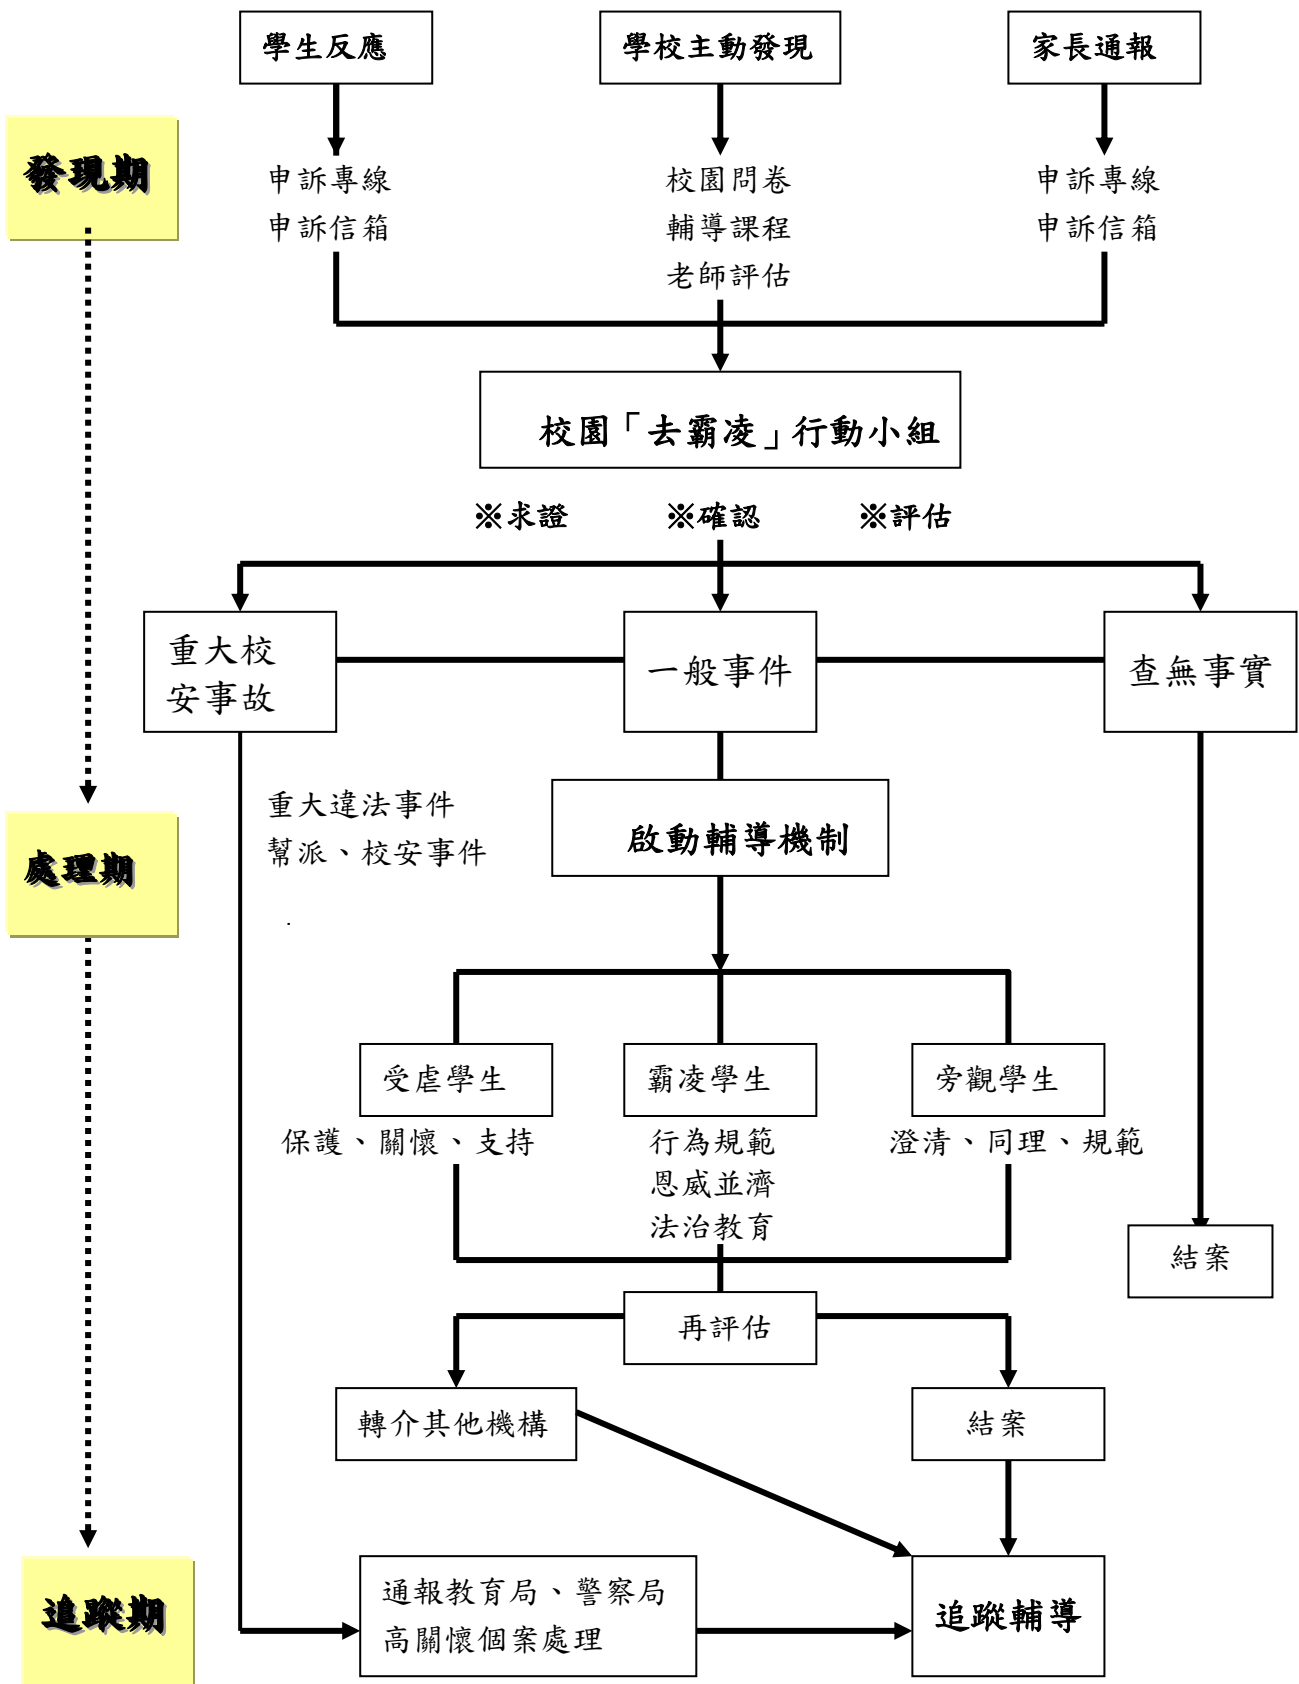 學生反應
學校主動發現
家長通報
發現期
申訴專線
申訴信箱
校園問卷
輔導課程
老師評估
申訴專線
申訴信箱
校園「去霸凌」行動小組
※求證 ※確認 ※評估
重大校
安事故
一般事件
查無事實
重大違法事件
幫派、校安事件
啟動輔導機制
處理期
受虐學生
霸凌學生
旁觀學生
保護、關懷、支持
行為規範
恩威並濟
法治教育
澄清、同理、規範
結案
再評估
轉介其他機構
結案
追蹤期
通報教育局、警察局
高關懷個案處理
追蹤輔導